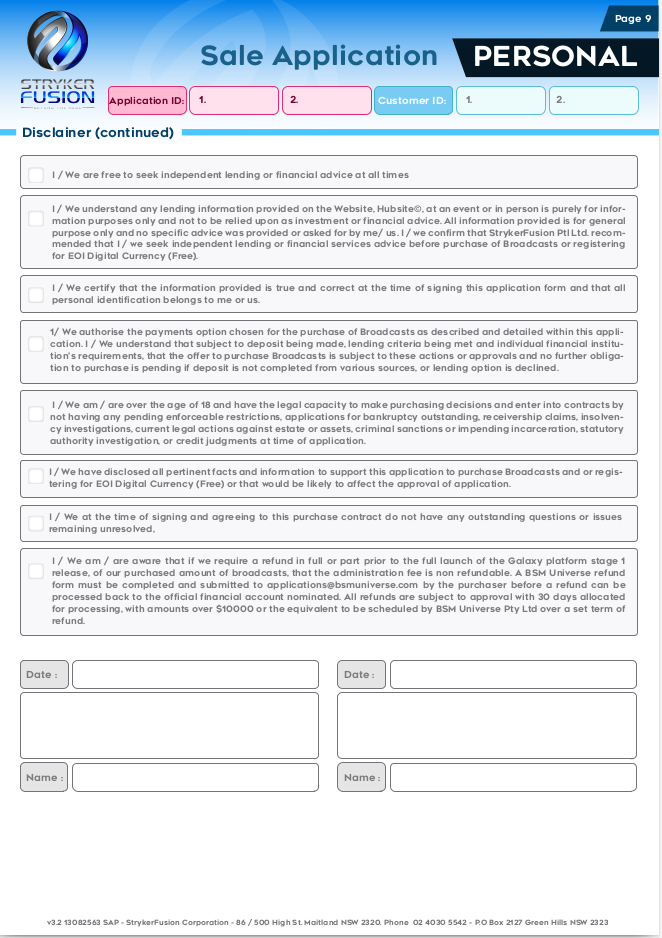 Page 9
Sale Application
PERSONAL
STRYKER
FUSION
Application ID:
1.
2.
Customer ID:
1.
2.
Disclainer (continued)
I / We are free to seek independent lending or financial advice at all times
I / We understand any lending information provided on the Website, Hubsite©, at an event or in person is purely for infor-
mation purposes only and not to be relied upon as investment or financial advice. All information provided is for general
purpose only and no specific advice was provided or asked for by me/ us. I / we confirm that StrykerFusion Ptl Ltd. recom-
mended that I / we seek independent lending or financial services advice before purchase of Broadcasts or registering
for EOI Digital Currency (Free).
I / We certify that the information provided is true and correct at the time of signing this application form and that all
personal identification belongs to me or us.
1/ We authorise the payments option chosen for the purchase of Broadcasts as described and detailed within this appli-
cation. I / We understand that subject to deposit being made, lending criteria being met and individual financial institu-
tion's requirements, that the offer to purchase Broadcasts is subject to these actions or approvals and no further obliga-
tion to purchase is pending if deposit is not completed from various sources, or lending option is declined.
I / We am / are over the age of 18 and have the legal capacity to make purchasing decisions and enter into contracts by
not having any pending enforceable restrictions, applications for bankruptcy outstanding, receivership claims, insolven-
cy investigations, current legal actions against estate or assets, criminal sanctions or impending incarceration, statutory
authority investigation, or credit judgments at time of application.
I / We have disclosed all pertinent facts and information to support this application to purchase Broadcasts and or regis-
tering for EOI Digital Currency (Free) or that would be likely to affect the approval of application.
I / We at the time of signing and agreeing to this purchase contract do not have any outstanding questions or issues
remaining unresolved,
I / We am / are aware that if we require a refund in full or part prior to the full launch of the Galaxy platform stage 1
release, of our purchased amount of broadcasts, that the administration fee is non refundable. A BSM Universe refund
form must be completed and submitted to applications@bsmuniverse.com by the purchaser before a refund can be
processed back to the official financial account nominated. All refunds are subject to approval with 30 days allocated
for processing, with amounts over $10000 or the equivalent to be scheduled by BSM Universe Pty Ltd over a set term of
refund.
Date :
Date :
Name :
Name :
v3.2 13082563 SAP - StrykerFusion Corporation - 86 / 500 High St. Maitland NSW 2320. Phone 02 4030 5542 - P.O Box 2127 Green Hills NSW 2323